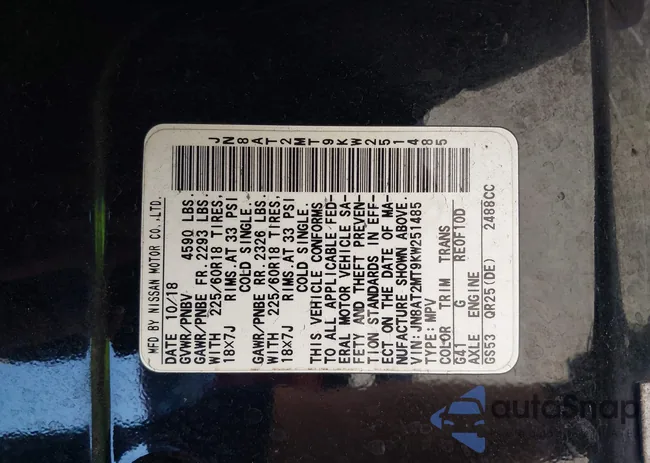 JN8AT2MT9KW251485
MFD BY NISSAN MOTOR CO.,LTD.
DATE 10/18
GVWR/PNBV 4590 LBS.
GAWR/PNBE FR. 2293 LBS.
WITH 225/60R18 TIRES,
18X7J RIMS.AT 33 PSI
COLD SINGLE.
GAWR/PNBE RR. 2326 LBS.
WITH 225/60R18 TIRES,
18X7J RIMS.AT 33 PSI
COLD SINGLE.
THIS VEHICLE CONFORMS
TO ALL APPLICABLE FED-
ERAL MOTOR VEHICLE SA-
FETY AND THEFT PREVEN-
TION STANDARDS IN EFF-
ECT ON THE DATE OF MA-
NUFACTURE SHOWN ABOVE.
VIN: JN8AT2MT9KW251485
TYPE: MPV
COLOR TRIM TRANS
G41 G RE0F10D
AXLE ENGINE
GS53 QR25(DE) 2488CC
autoSnap